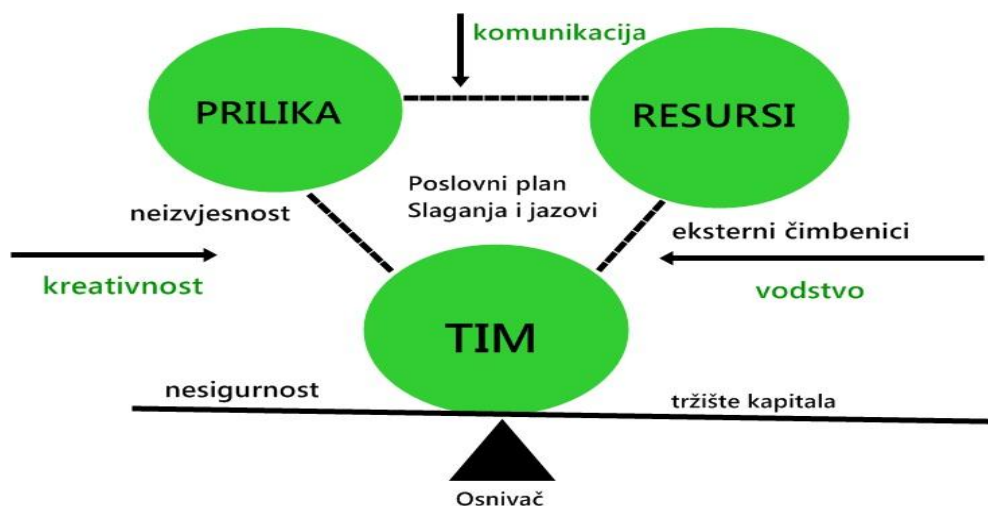 komunikacija
PRILIKA
RESURSI
Poslovni plan
Slaganja i jazovi
neizvjesnost
eksterni čimbenici
kreativnost
vodstvo
TIM
nesigurnost
tržište kapitala
Osnivač